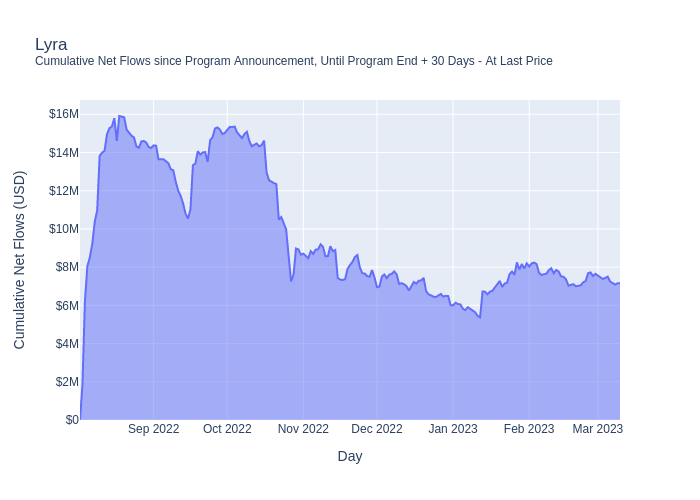 Lyra
Cumulative Net Flows since Program Announcement, Until Program End + 30 Days - At Last Price
Cumulative Net Flows (USD)
$16M
$14M
$12M
$10M
$8M
$6M
$4M
$2M
$0
Sep 2022 Oct 2022 Nov 2022 Dec 2022 Jan 2023 Feb 2023 Mar 2023
Day